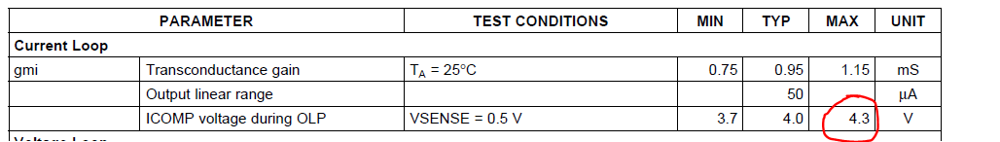 PARAMETER TEST CONDITIONS MIN TYP MAX UNIT
Current Loop
gmi Transconductance gain TA = 25°C 0.75 0.95 1.15 mS
Output linear range 50 µA
ICOMP voltage during OLP VSENSE = 0.5 V 3.7 4.0 4.3 V